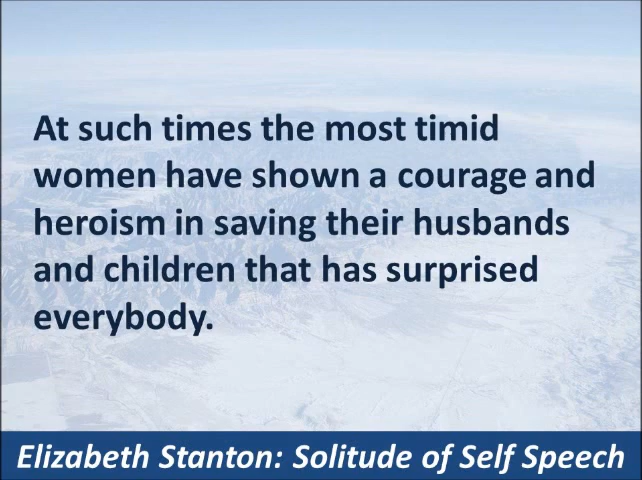 At such times the most timid
women have shown a courage and
heroism in saving their husbands
and children that has surprised
everybody.
Elizabeth Stanton: Solitude of Self Speech